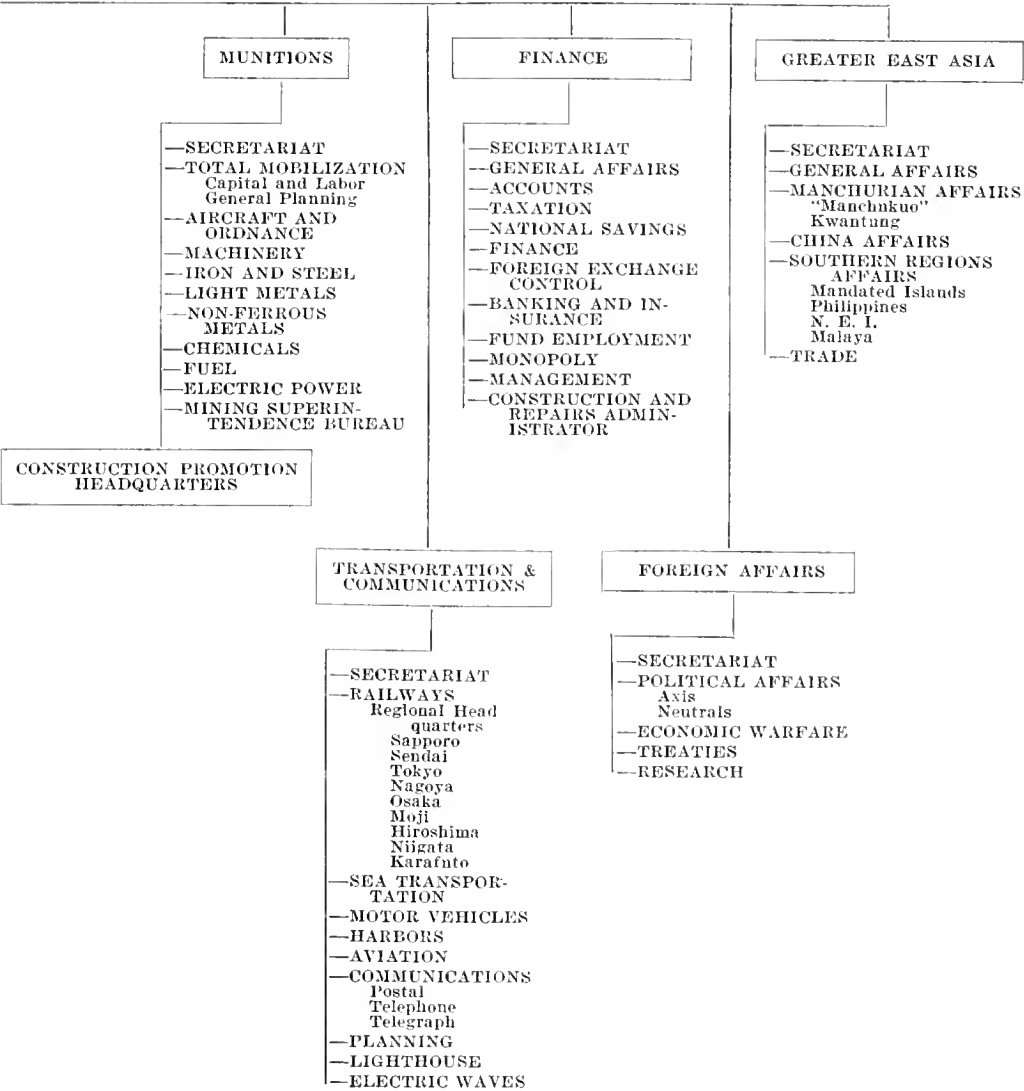 MUNITIONS
—SECRETARIAT
—TOTAL MOBILIZATION
Capital and Labor
General Planning
—AIRCRAFT AND
ORDNANCE
—MACHINERY
—IRON AND STEEL
—LIGHT METALS
—NON-FERROUS
METALS
—CHEMICALS
—FUEL
—ELECTRIC POWER
—MINING SUPERIN-
TENDENCE BUREAU
CONSTRUCTION PROMOTION
HEADQUARTERS
FINANCE
—SECRETARIAT
—GENERAL AFFAIRS
—ACCOUNTS
—TAXATION
—NATIONAL SAVINGS
—FINANCE
—FOREIGN EXCHANGE
CONTROL
—BANKING AND IN-
SURANCE
—FUND EMPLOYMENT
—MONOPOLY
—MANAGEMENT
—CONSTRUCTION AND
REPAIRS ADMIN-
ISTRATOR
GREATER EAST ASIA
—SECRETARIAT
—GENERAL AFFAIRS
—MANCHURIAN AFFAIRS
"Manchukuo"
Kwantung
—CHINA AFFAIRS
—SOUTHERN REGIONS
AFFAIRS
Mandated Islands
Philippines
N. E. I.
Malaya
—TRADE
TRANSPORTATION &
COMMUNICATIONS
—SECRETARIAT
—RAILWAYS
Regional Head
quarters
Sapporo
Sendai
Tokyo
Nagoya
Osaka
Moji
Hiroshima
Niigata
Karafuto
—SEA TRANSPOR-
TATION
—MOTOR VEHICLES
—HARBORS
—AVIATION
—COMMUNICATIONS
Postal
Telephone
Telegraph
—PLANNING
—LIGHTHOUSE
—ELECTRIC WAVES
FOREIGN AFFAIRS
—SECRETARIAT
—POLITICAL AFFAIRS
Axis
Neutrals
—ECONOMIC WARFARE
—TREATIES
—RESEARCH